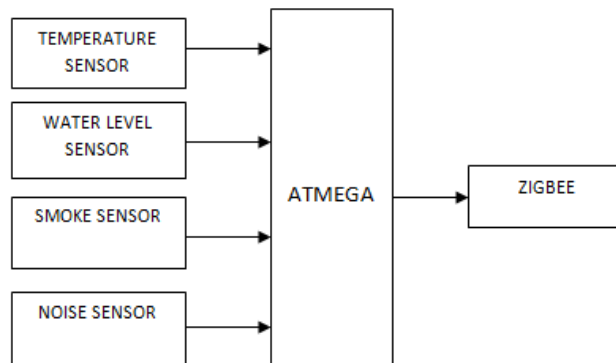 TEMPERATURE
SENSOR
WATER LEVEL
SENSOR
SMOKE SENSOR
NOISE SENSOR
ATMEGA
ZIGBEE